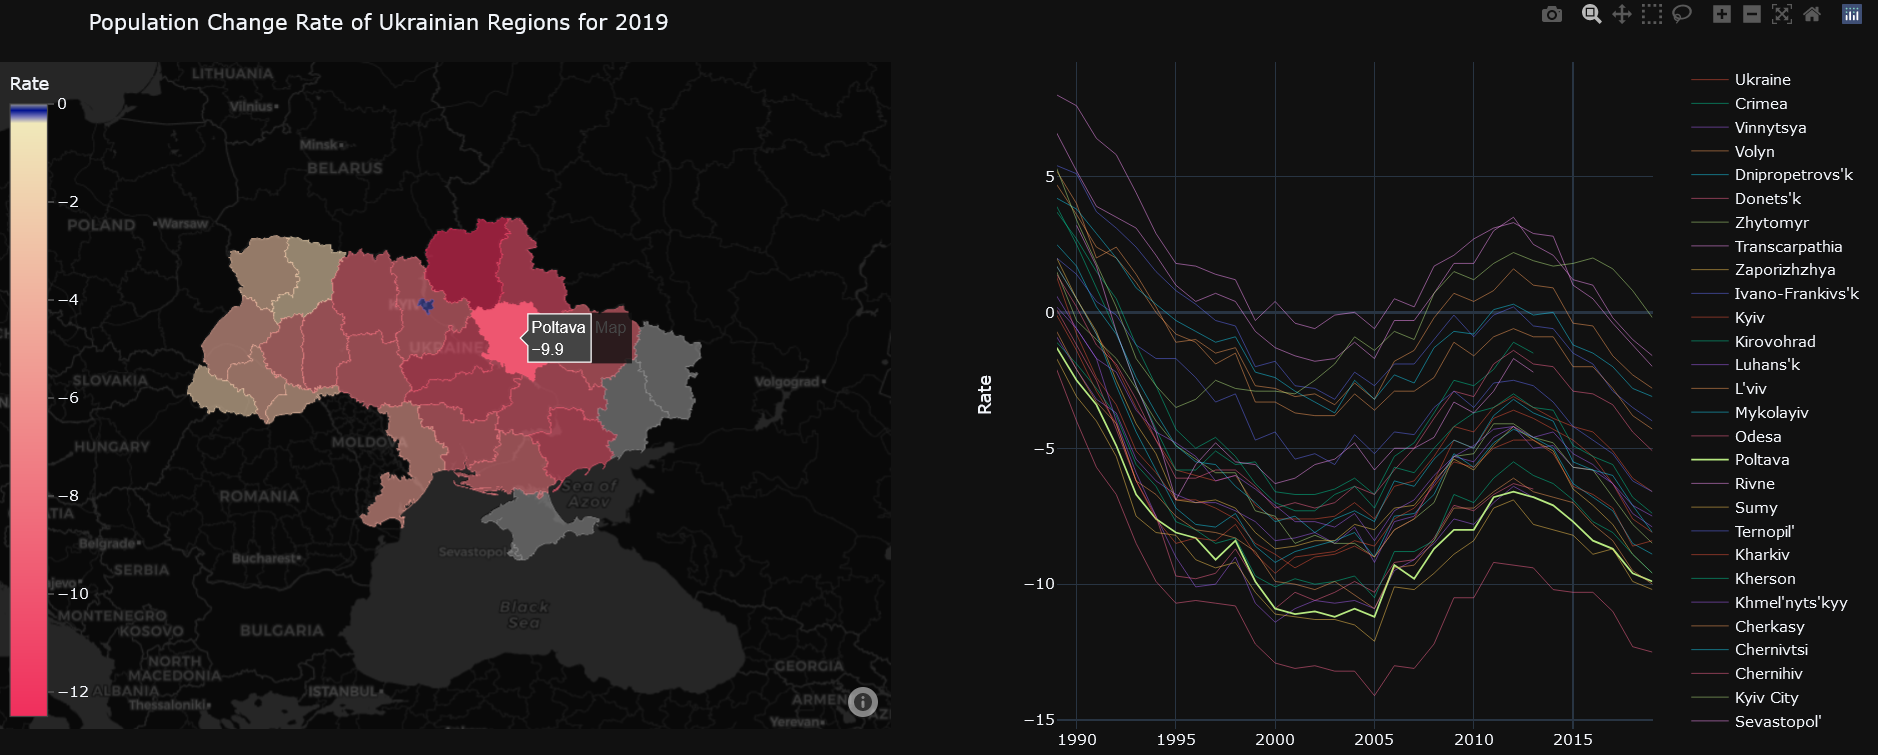 Population Change Rate of Ukrainian Regions for 2019
Rate
0
−2
−4
−6
−8
−10
−12
LITHUANIA
Vilnius
Minsk
BELARUS
POLAND
Warsaw
KYIV
UKRAINE
Poltava
−9.9
Map
SLOVAKIA
Volgograd
HUNGARY
MOLDOVA
ROMANIA
Sea of
Azov
Belgrade
SERBIA
Bucharest
Sevastopol
MONTENEGRO
KOSOVO
BULGARIA
Black
Sea
NORTH
MACEDONIA
ALBANIA
Thessaloniki
ISTANBUL
GEORGIA
Yerevan
Rate
5
0
−5
−10
−15
1990
1995
2000
2005
2010
2015
Ukraine
Crimea
Vinnytsya
Volyn
Dnipropetrovs'k
Donets'k
Zhytomyr
Transcarpathia
Zaporizhzhya
Ivano-Frankivs'k
Kyiv
Kirovohrad
Luhans'k
L'viv
Mykolayiv
Odesa
Poltava
Rivne
Sumy
Ternopil'
Kharkiv
Kherson
Khmel'nyts'kyy
Cherkasy
Chernivtsi
Chernihiv
Kyiv City
Sevastopol'